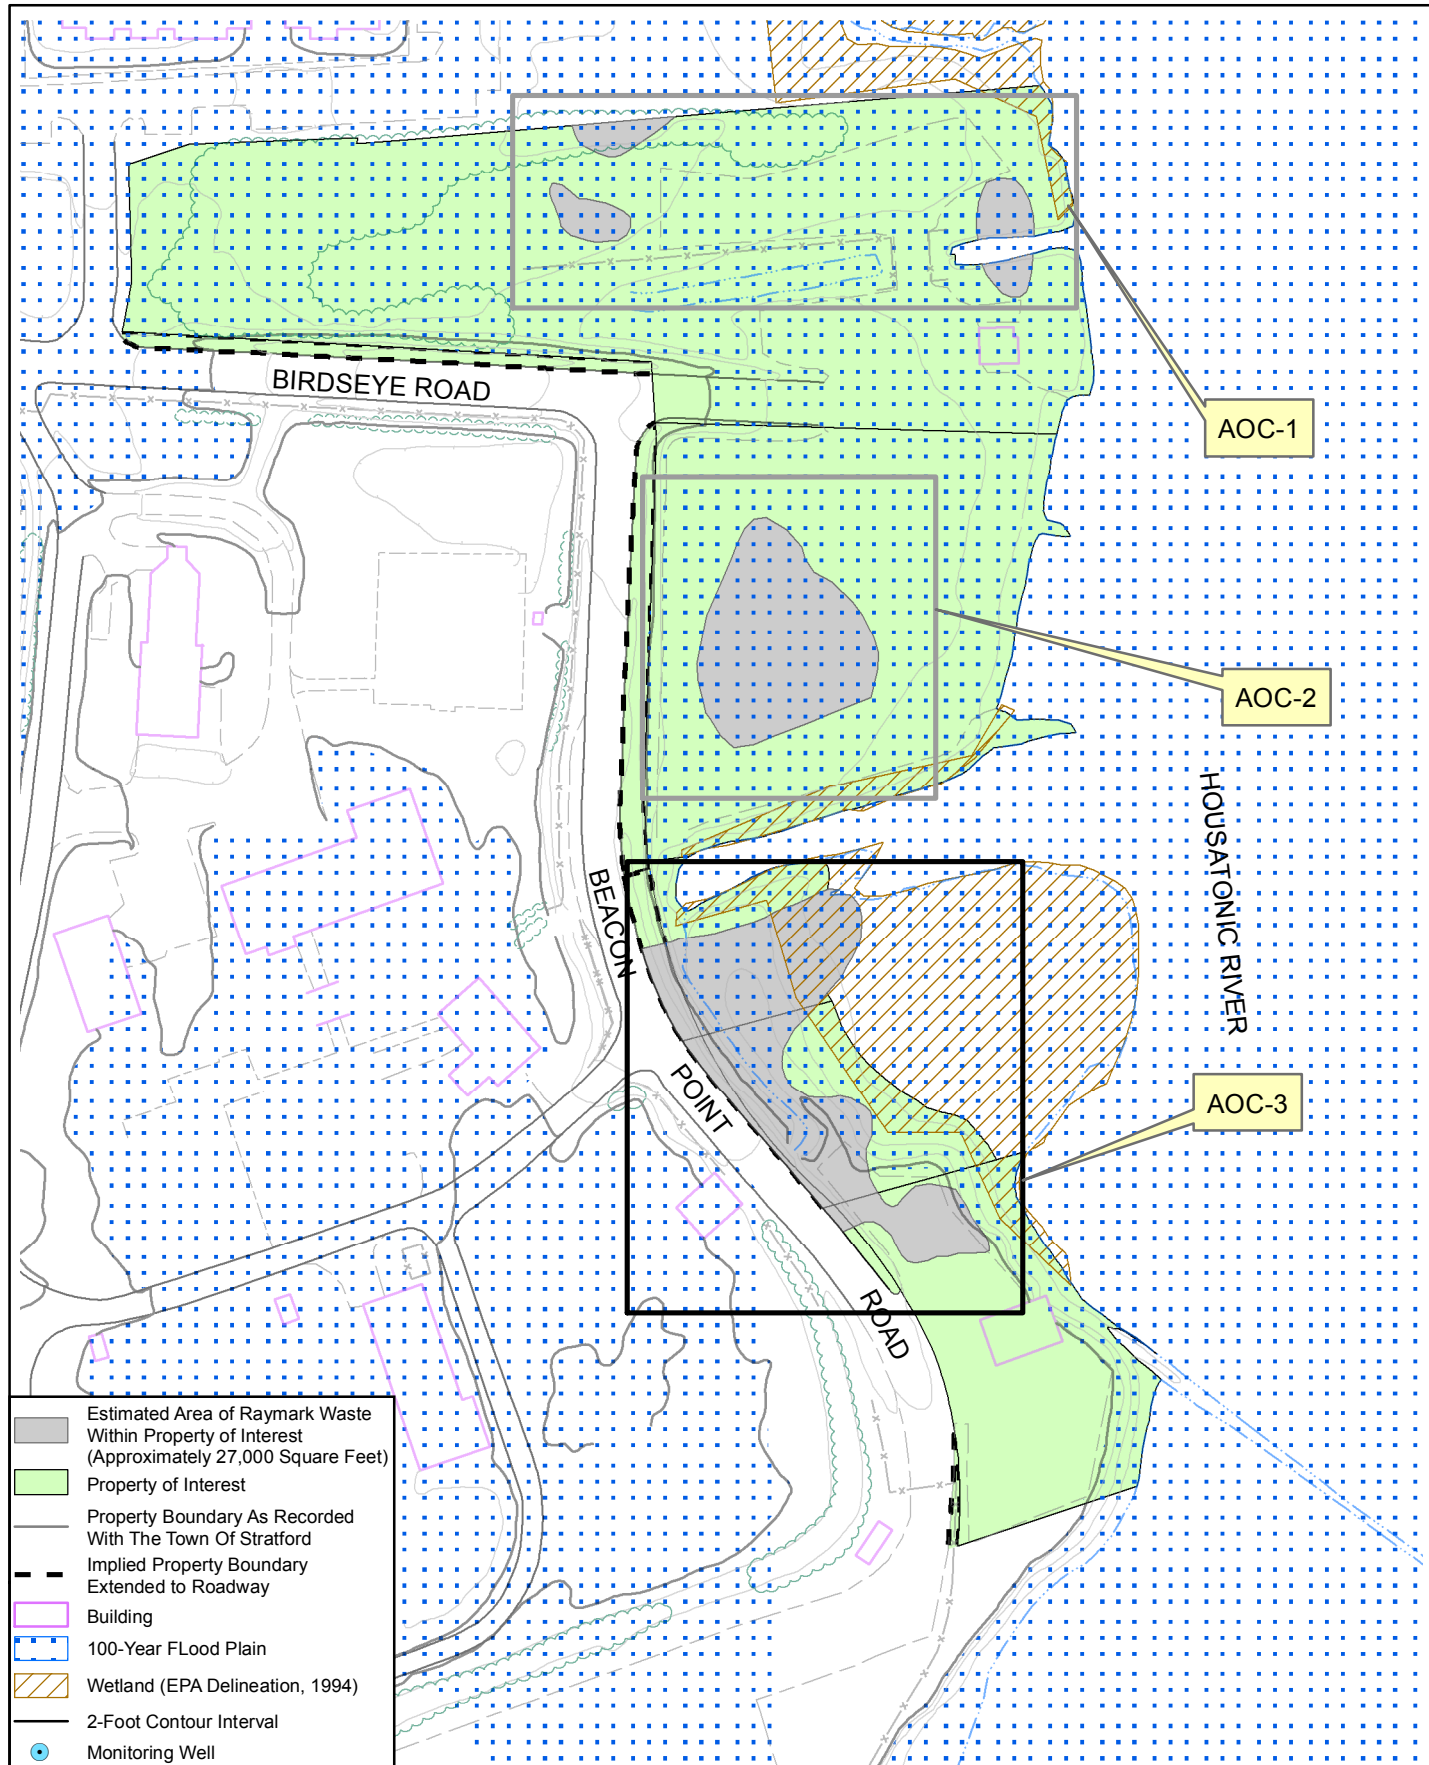 BIRDSEYE ROAD
AOC-1
AOC-2
HOUSATONIC RIVER
BEACON
POINT
ROAD
AOC-3
Estimated Area of Raymark Waste
Within Property of Interest
(Approximately 27,000 Square Feet)
Property of Interest
Property Boundary As Recorded
With The Town Of Stratford
Implied Property Boundary
Extended to Roadway
Building
100-Year FLood Plain
Wetland (EPA Delineation, 1994)
2-Foot Contour Interval
Monitoring Well